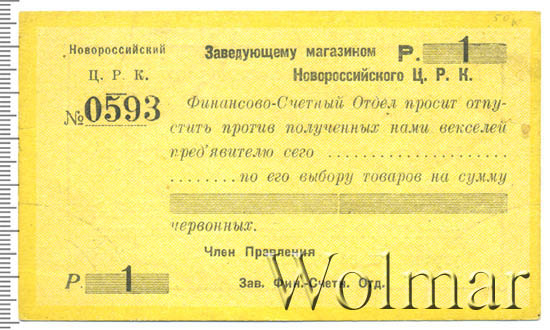 Новороссийский
Ц. Р. К.
№ 0593
Р. 1
Заведующему магазином Р. 1
Новороссийского Ц. Р. К.
Финансово-Счетный Отдел просит отпу-
стить против полученных нами векселей
пред'явителю сего ....................
.........по его выбору товаров на сумму
червонных.
Член Правления
Зав. Фин.-Счетн. Отд.
Wolmar